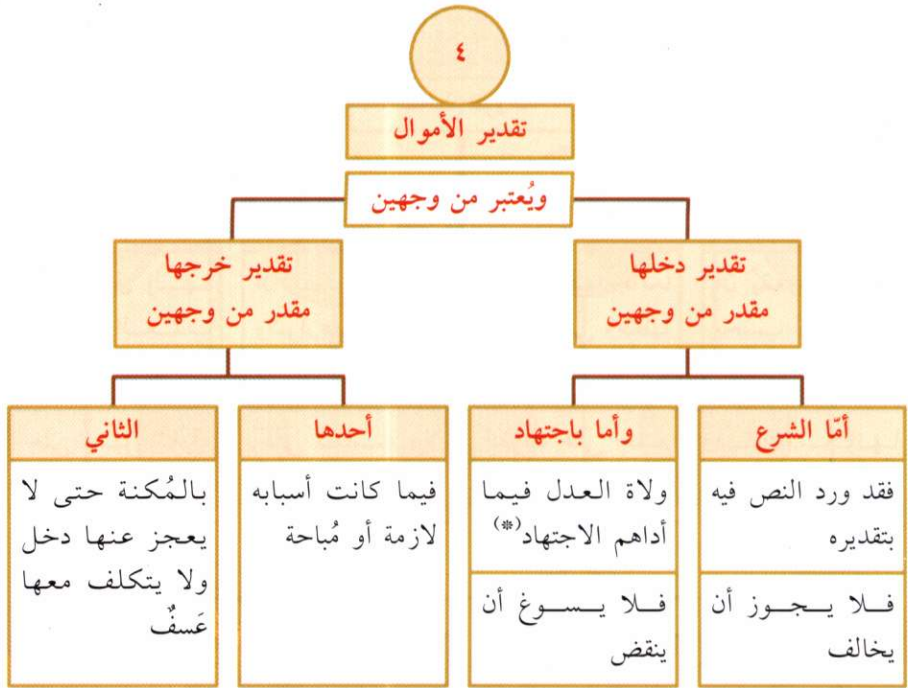 ٤
تقدير الأموال
ويُعتبر من وجهين
تقدير دخلها
مقدر من وجهين
تقدير خرجها
مقدر من وجهين
أمّا الشرع
فقد ورد النص فيه
بتقديره
فلا يجوز أن
يخالف
وأما باجتهاد
ولاة العدل فيما
أداهم الاجتهاد(*)
فلا يسوغ أن
ينقض
أحدها
فيما كانت أسبابه
لازمة أو مُباحة
الثاني
بالمُكنة حتى لا
يعجز عنها دخل
ولا يتكلف معها
عَسفٌ